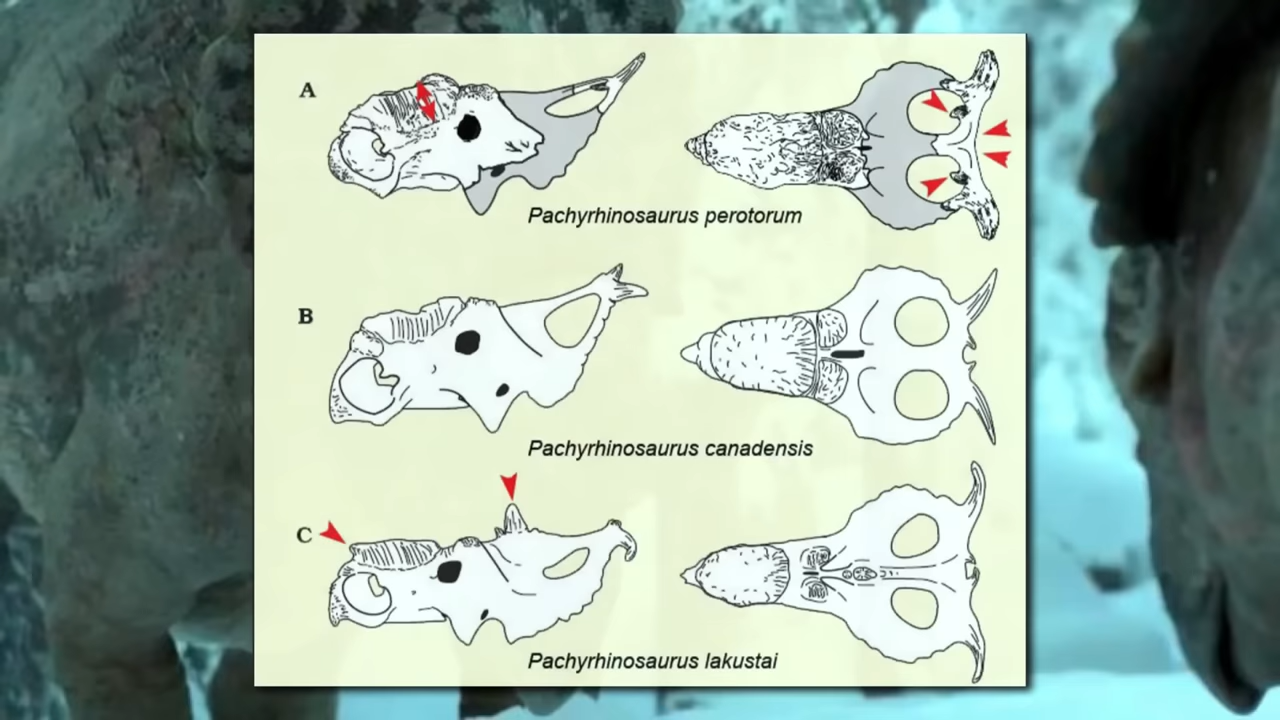 A
Pachyrhinosaurus perotorum
B
Pachyrhinosaurus canadensis
C
Pachyrhinosaurus lakustai